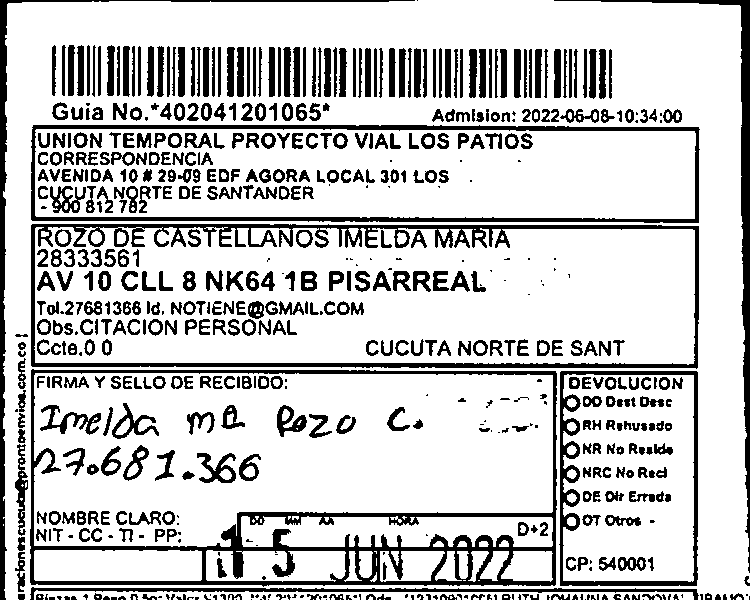 Guia No.*402041201065*
Admision: 2022-06-08-10:34:00
UNION TEMPORAL PROYECTO VIAL LOS PATIOS
CORRESPONDENCIA
AVENIDA 10 # 29-09 EDF AGORA LOCAL 301 LOS
CUCUTA NORTE DE SANTANDER
- 900 812 782
ROZO DE CASTELLANOS IMELDA MARIA
28333561
AV 10 CLL 8 NK64 1B PISARREAL
Tel.27681366 Id. NOTIENE@GMAIL.COM
Obs.CITACION PERSONAL
Ccte.0 0 CUCUTA NORTE DE SANT
FIRMA Y SELLO DE RECIBIDO:
Imelda Ma Rozo C.
27.681.366
NOMBRE CLARO:
NIT - CC - TI - PP:
DD MM AA HORA
D+2
15 JUN 2022
DEVOLUCION
DD Dest Desc
RH Rehusado
NR No Reside
NRC No Recl
DE Dir Errada
OT Otros -
CP: 540001
@prontoenvios.com.co